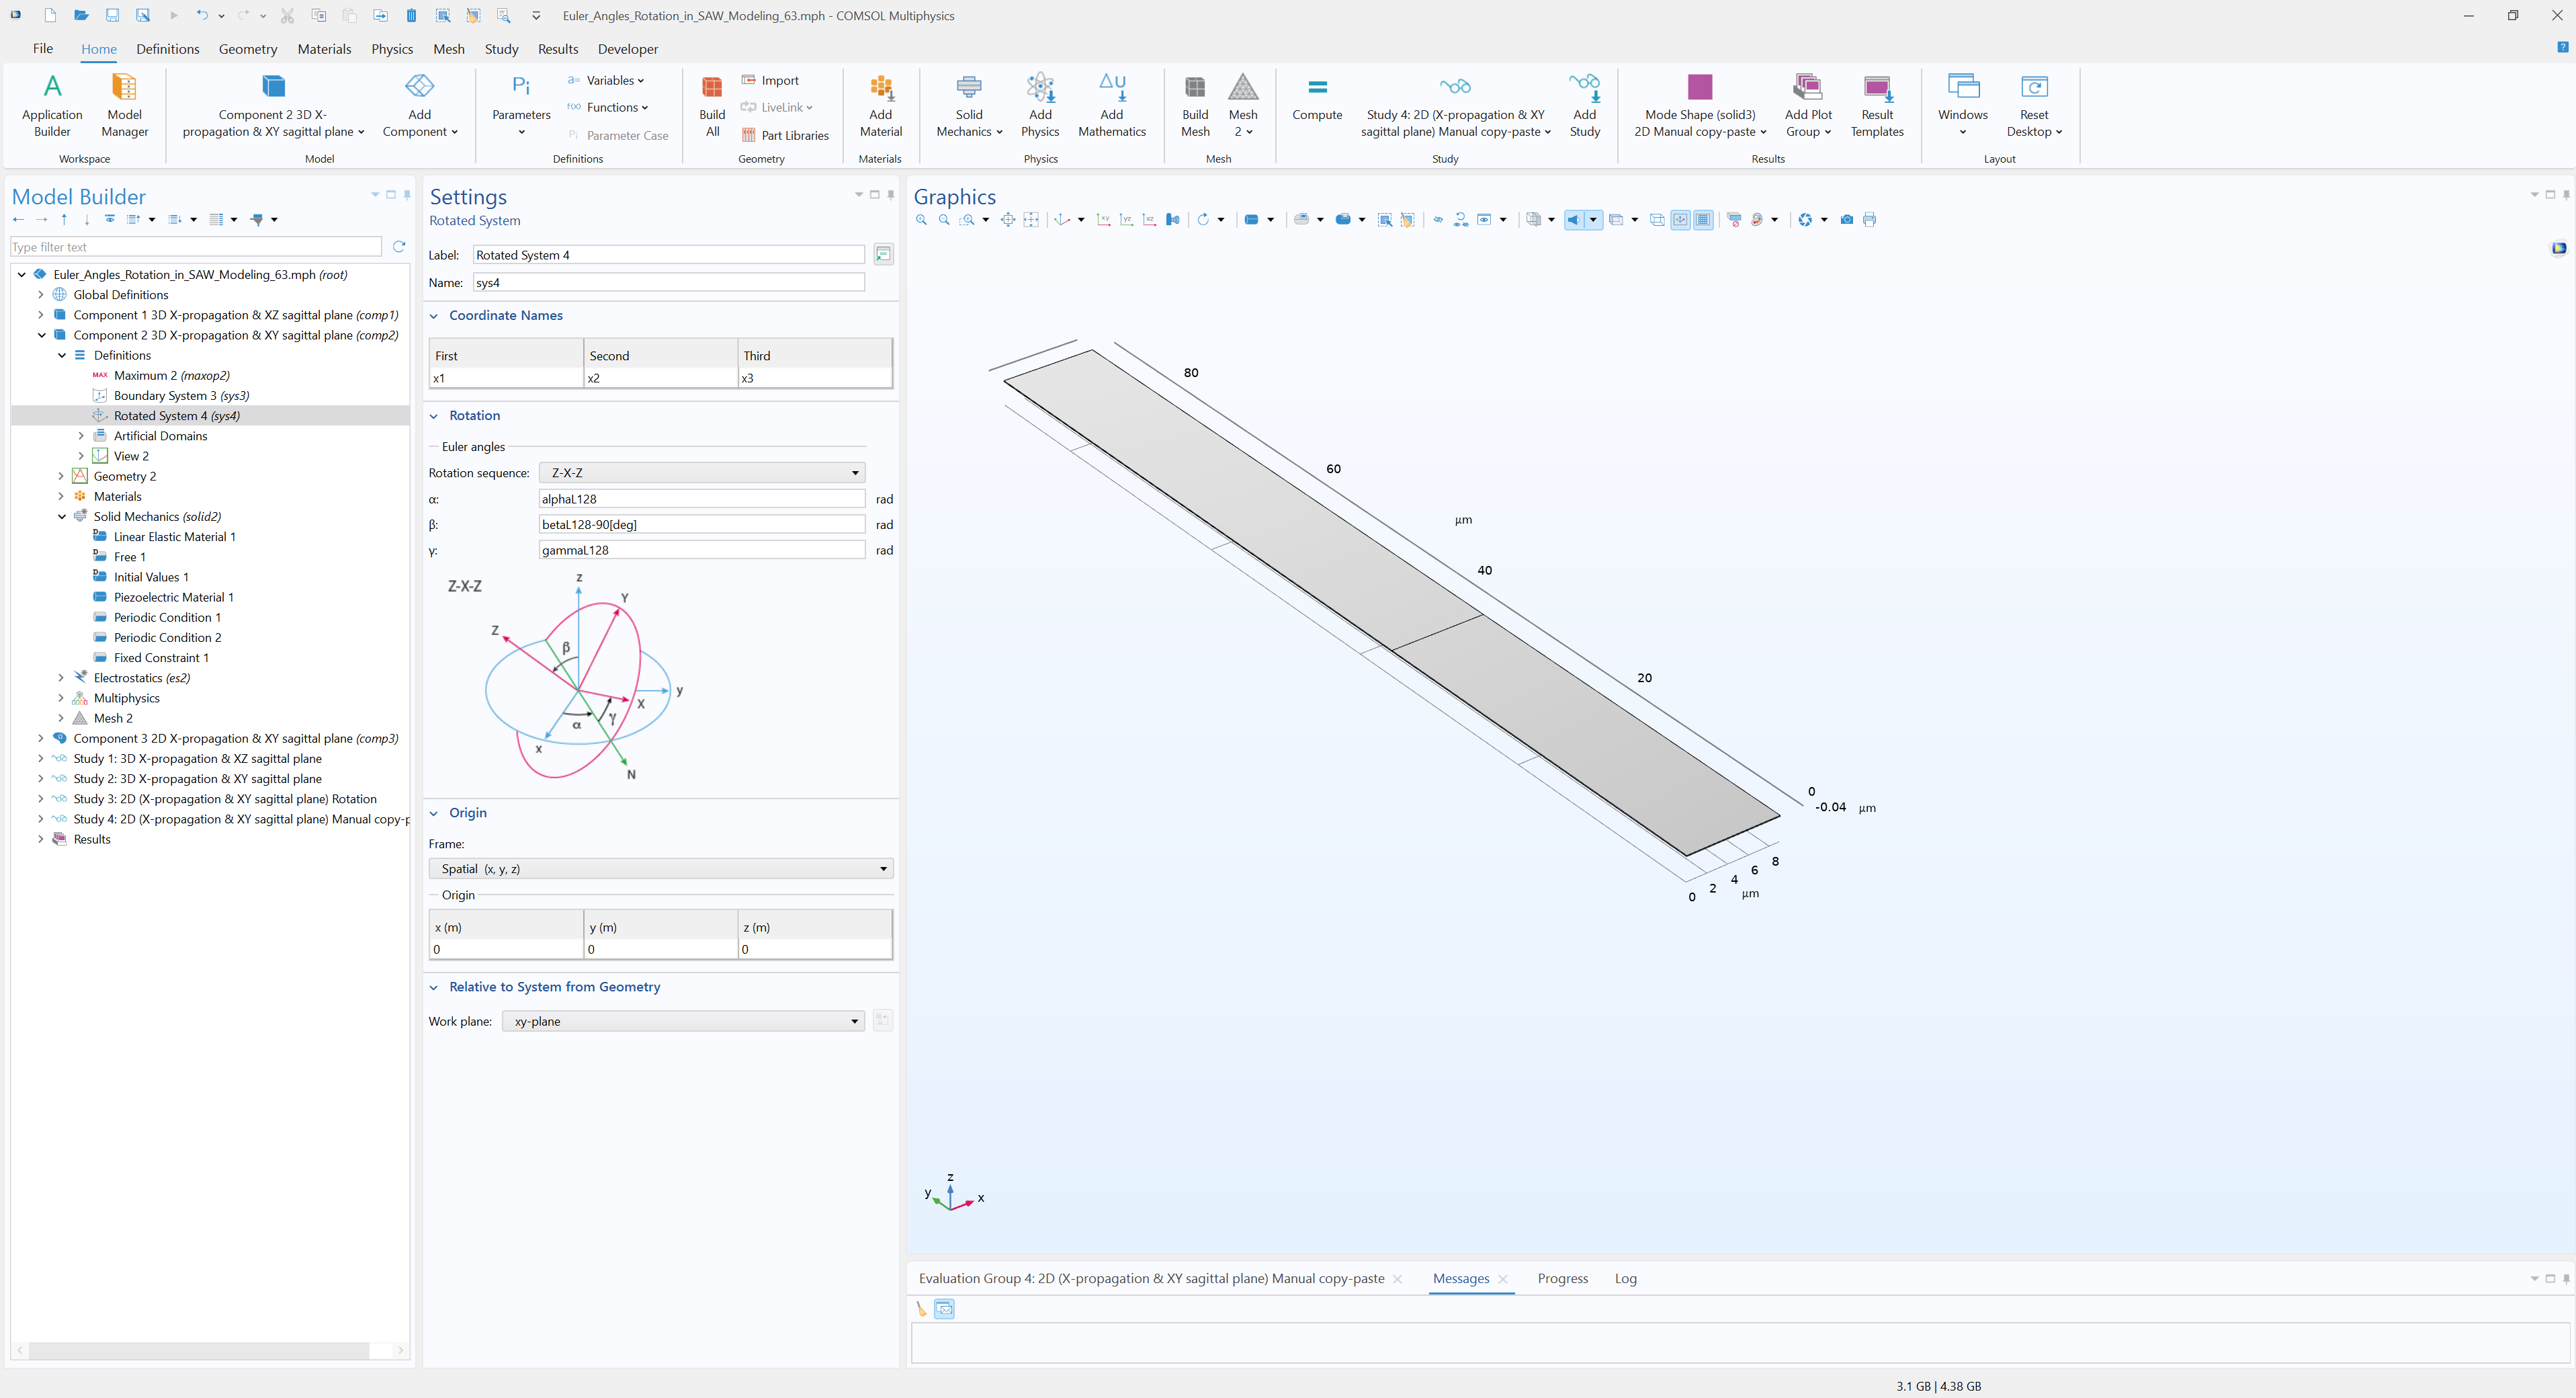 Euler_Angles_Rotation_in_SAW_Modeling_63.mph - COMSOL Multiphysics
File Home Definitions Geometry Materials Physics Mesh Study Results Developer
Application Builder
Model Manager
Workspace
Component 2 3D X-propagation & XY sagittal plane
Add Component
Model
Parameters
a= Variables
f(x) Functions
Pi Parameter Case
Definitions
Build All
Import
LiveLink
Part Libraries
Geometry
Add Material
Materials
Solid Mechanics
Add Physics
Add Mathematics
Physics
Build Mesh
Mesh 2
Mesh
Compute
Study 4: 2D (X-propagation & XY sagittal plane) Manual copy-paste
Add Study
Study
Mode Shape (solid3) 2D Manual copy-paste
Add Plot Group
Result Templates
Results
Windows
Reset Desktop
Layout
Model Builder
Type filter text
Euler_Angles_Rotation_in_SAW_Modeling_63.mph (root)
Global Definitions
Component 1 3D X-propagation & XZ sagittal plane (comp1)
Component 2 3D X-propagation & XY sagittal plane (comp2)
Definitions
MAX Maximum 2 (maxop2)
Boundary System 3 (sys3)
Rotated System 4 (sys4)
Artificial Domains
View 2
Geometry 2
Materials
Solid Mechanics (solid2)
Linear Elastic Material 1
Free 1
Initial Values 1
Piezoelectric Material 1
Periodic Condition 1
Periodic Condition 2
Fixed Constraint 1
Electrostatics (es2)
Multiphysics
Mesh 2
Component 3 2D X-propagation & XY sagittal plane (comp3)
Study 1: 3D X-propagation & XZ sagittal plane
Study 2: 3D X-propagation & XY sagittal plane
Study 3: 2D (X-propagation & XY sagittal plane) Rotation
Study 4: 2D (X-propagation & XY sagittal plane) Manual copy-p
Results
Settings
Rotated System
Label: Rotated System 4
Name: sys4
Coordinate Names
First Second Third
x1 x2 x3
Rotation
Euler angles
Rotation sequence: Z-X-Z
α: alphaL128 rad
β: betaL128-90[deg] rad
γ: gammaL128 rad
Z-X-Z
z
Y
Z
β
y
X
γ
α
x
N
Origin
Frame:
Spatial (x, y, z)
Origin
x (m) y (m) z (m)
0 0 0
Relative to System from Geometry
Work plane: xy-plane
Graphics
80
60
µm
40
20
0
-0.04 µm
8
6
4
2
0
µm
z
y
x
Evaluation Group 4: 2D (X-propagation & XY sagittal plane) Manual copy-paste Messages Progress Log
3.1 GB | 4.38 GB